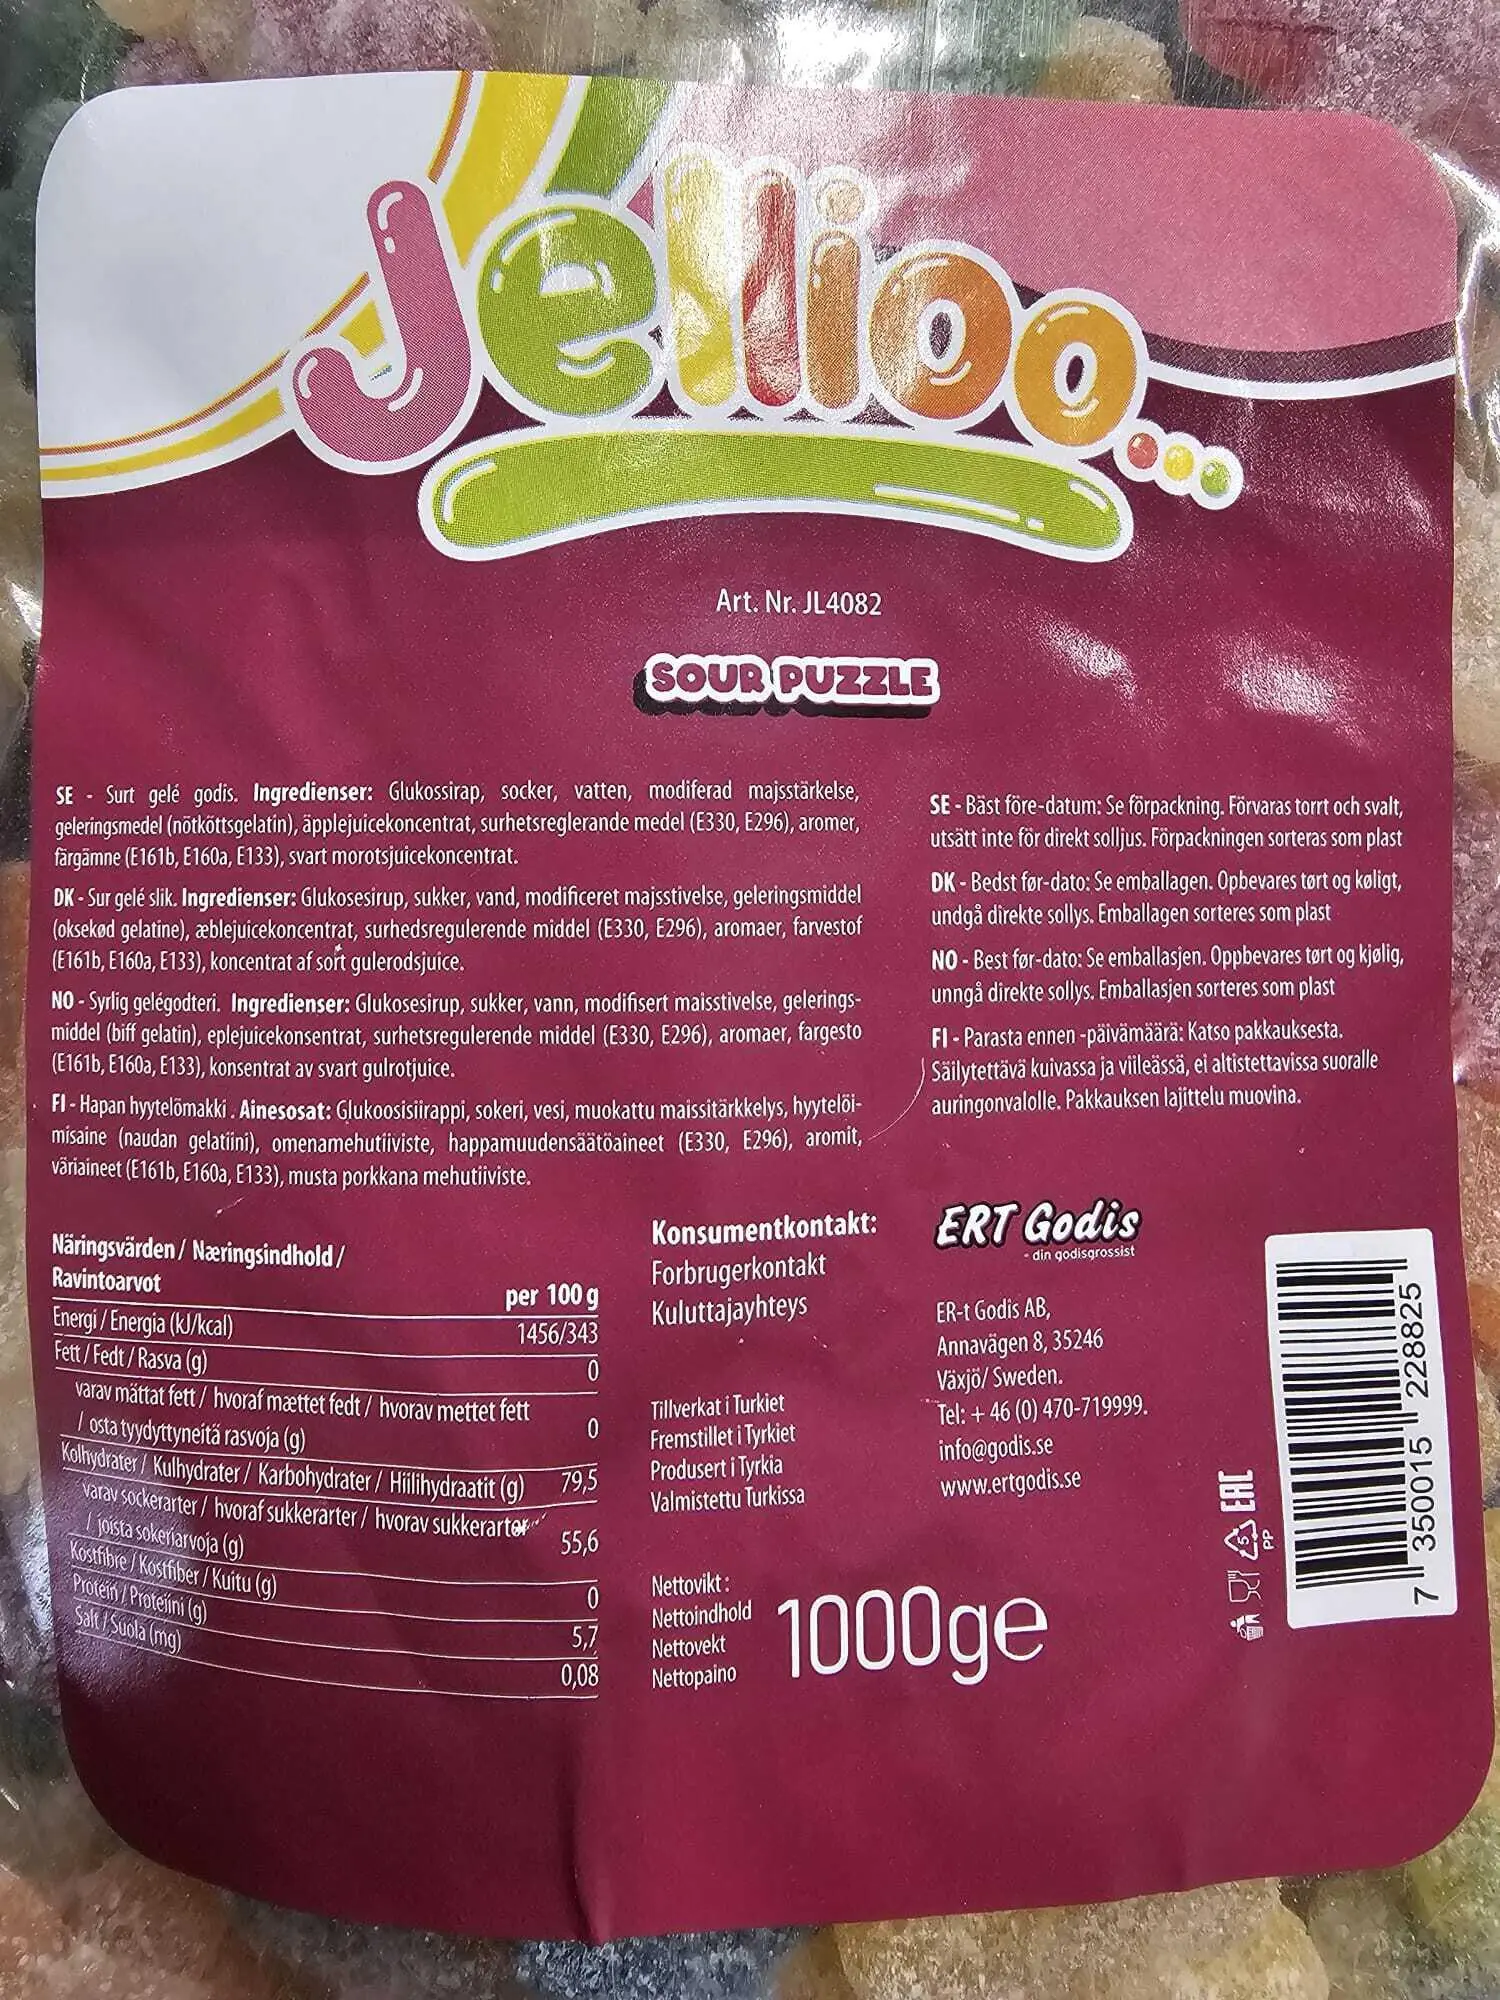 Jellioo...
Art. Nr. JL4082
SOUR PUZZLE
SE - Surt gelé godis. Ingredienser: Glukossirap, socker, vatten, modiferad majsstärkelse,
geleringsmedel (nötköttsgelatin), äpplejuicekoncentrat, surhetsreglerande medel (E330, E296), aromer,
färgämne (E161b, E160a, E133), svart morotsjuicekoncentrat.
DK - Sur gelé slik. Ingredienser: Glukosesirup, sukker, vand, modificeret majsstivelse, geleringsmiddel
(oksekød gelatine), æblejuicekoncentrat, surhedsregulerende middel (E330, E296), aromaer, farvestof
(E161b, E160a, E133), koncentrat af sort gulerodsjuice.
NO - Syrlig gelégodteri. Ingredienser: Glukosesirup, sukker, vann, modifisert maisstivelse, gelerings-
middel (biff gelatin), eplejuicekonsentrat, surhetsregulerende middel (E330, E296), aromaer, fargesto
(E161b, E160a, E133), konsentrat av svart gulrotjuice.
FI - Hapan hyytelömakki . Ainesosat: Glukoosisiirappi, sokeri, vesi, muokattu maissitärkkelys, hyytelöi-
misaine (naudan gelatiini), omenamehutiiviste, happamuudensäätöaineet (E330, E296), aromit,
väriaineet (E161b, E160a, E133), musta porkkana mehutiiviste.
SE - Bäst före-datum: Se förpackning. Förvaras torrt och svalt,
utsätt inte för direkt solljus. Förpackningen sorteras som plast
DK - Bedst før-dato: Se emballagen. Opbevares tørt og køligt,
undgå direkte sollys. Emballagen sorteres som plast
NO - Best før-dato: Se emballasjen. Oppbevares tørt og kjølig,
unngå direkte sollys. Emballasjen sorteres som plast
FI - Parasta ennen -päivämäärä: Katso pakkauksesta.
Säilytettävä kuivassa ja viileässä, ei altistettavissa suoralle
auringonvalolle. Pakkauksen lajittelu muovina.
Näringsvärden / Næringsindhold /
Ravintoarvot
per 100 g
Energi / Energia (kJ/kcal) 1456/343
Fett / Fedt / Rasva (g) 0
varav mättat fett / hvoraf mættet fedt / hvorav mettet fett
/ osta tyydyttyneitä rasvoja (g) 0
Kolhydrater / Kulhydrater / Karbohydrater / Hiilihydraatit (g) 79,5
varav sockerarter / hvoraf sukkerarter / hvorav sukkerarter
/ joista sokeriarvoja (g) 55,6
Kostfibre / Kostfiber / Kuitu (g) 0
Protein / Proteiini (g) 5,7
Salt / Suola (mg) 0,08
Konsumentkontakt:
Forbrugerkontakt
Kuluttajayhteys
Tillverkat i Turkiet
Fremstillet i Tyrkiet
Produsert i Tyrkia
Valmistettu Turkissa
Nettovikt :
Nettoindhold
Nettovekt
Nettopaino
1000g℮
ERT Godis
- din godisgrossist
ER-t Godis AB,
Annavägen 8, 35246
Växjö/ Sweden.
Tel: + 46 (0) 470-719999.
info@godis.se
www.ertgodis.se
EAC
5
PP
7 350015 228825